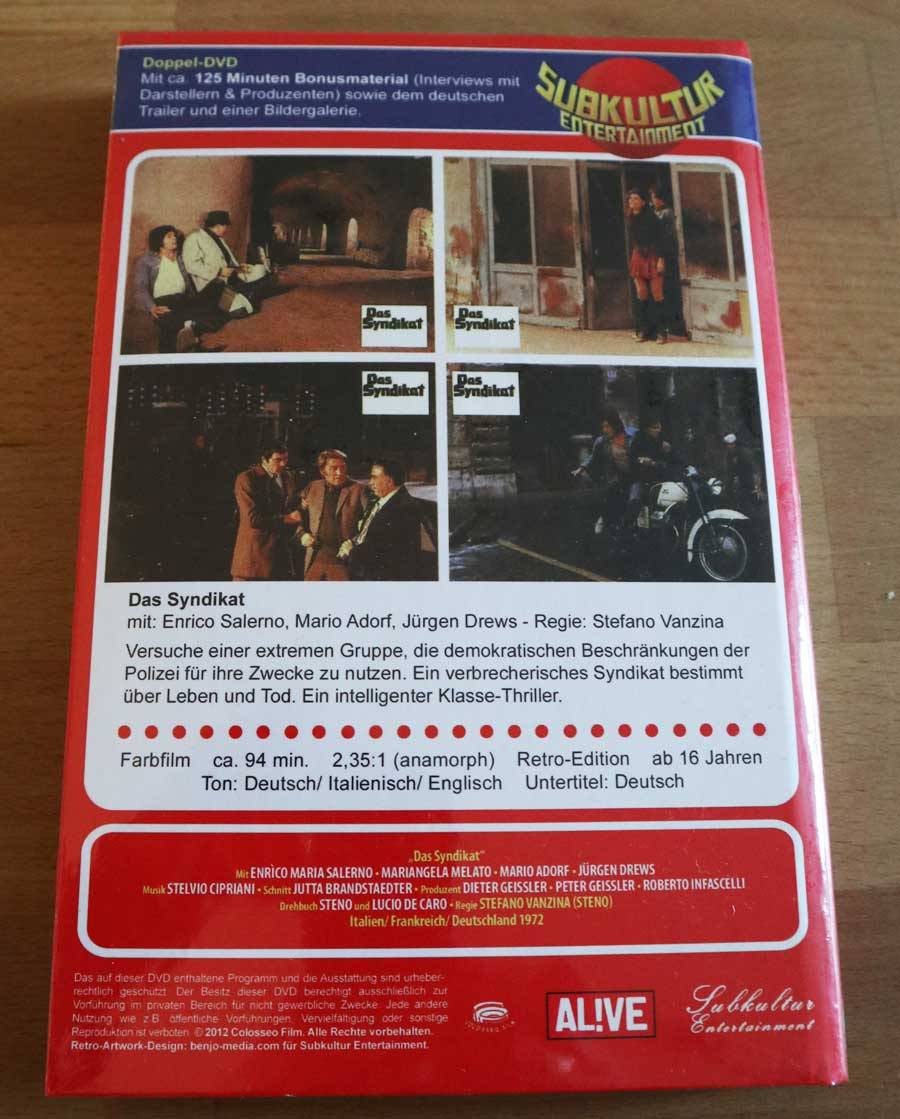 Doppel-DVD
Mit ca. 125 Minuten Bonusmaterial (Interviews mit
Darstellern & Produzenten) sowie dem deutschen
Trailer und einer Bildergalerie.
SUBKULTUR
ENTERTAINMENT
Das
Syndikat
Das
Syndikat
Das
Syndikat
Das
Syndikat
Das Syndikat
mit: Enrico Salerno, Mario Adorf, Jürgen Drews - Regie: Stefano Vanzina
Versuche einer extremen Gruppe, die demokratischen Beschränkungen der
Polizei für ihre Zwecke zu nutzen. Ein verbrecherisches Syndikat bestimmt
über Leben und Tod. Ein intelligenter Klasse-Thriller.
Farbfilm ca. 94 min. 2,35:1 (anamorph) Retro-Edition ab 16 Jahren
Ton: Deutsch/ Italienisch/ Englisch Untertitel: Deutsch
„Das Syndikat“
Mit ENRÌCO MARIA SALERNO • MARIANGELA MELATO • MARIO ADORF • JÜRGEN DREWS
Musik STELVIO CIPRIANI • Schnitt JUTTA BRANDSTAEDTER • Produzent DIETER GEISSLER • PETER GEISSLER • ROBERTO INFASCELLI
Drehbuch STENO und LUCIO DE CARO • Regie STEFANO VANZINA (STENO)
Italien/ Frankreich/ Deutschland 1972
Das auf dieser DVD enthaltene Programm und die Ausstattung sind urheber-
rechtlich geschützt. Der Besitz dieser DVD berechtigt ausschließlich zur
Vorführung im privaten Bereich für nicht gewerbliche Zwecke. Jede andere
Nutzung wie z.B. öffentliche Vorführungen, Vervielfältigung oder sonstige
Reproduktion ist verboten. © 2012 Colosseo Film. Alle Rechte vorbehalten.
Retro-Artwork-Design: benjo-media.com für Subkultur Entertainment.
COLOSSEO FILM
AL!VE
Subkultur
Entertainment